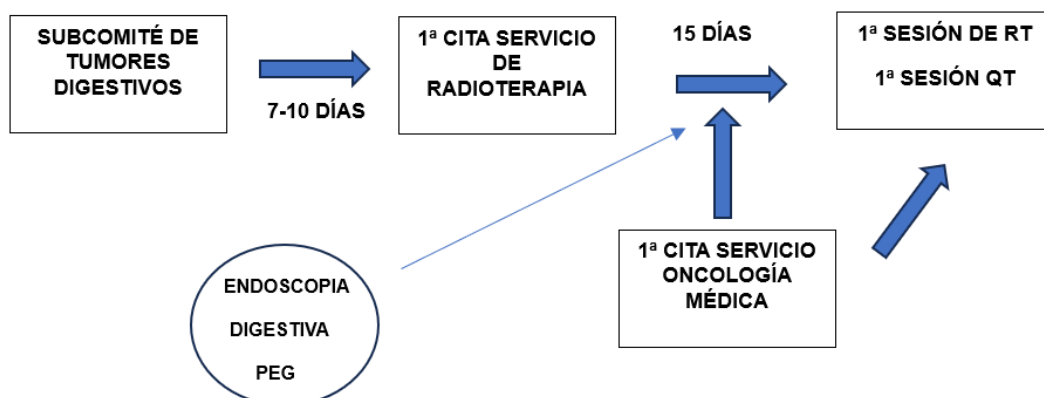 SUBCOMITÉ DE
TUMORES
DIGESTIVOS
7-10 DÍAS
1ª CITA SERVICIO
DE
RADIOTERAPIA
15 DÍAS
1ª SESIÓN DE RT
1ª SESIÓN QT
1ª CITA SERVICIO
ONCOLOGÍA
MÉDICA
ENDOSCOPIA
DIGESTIVA
PEG